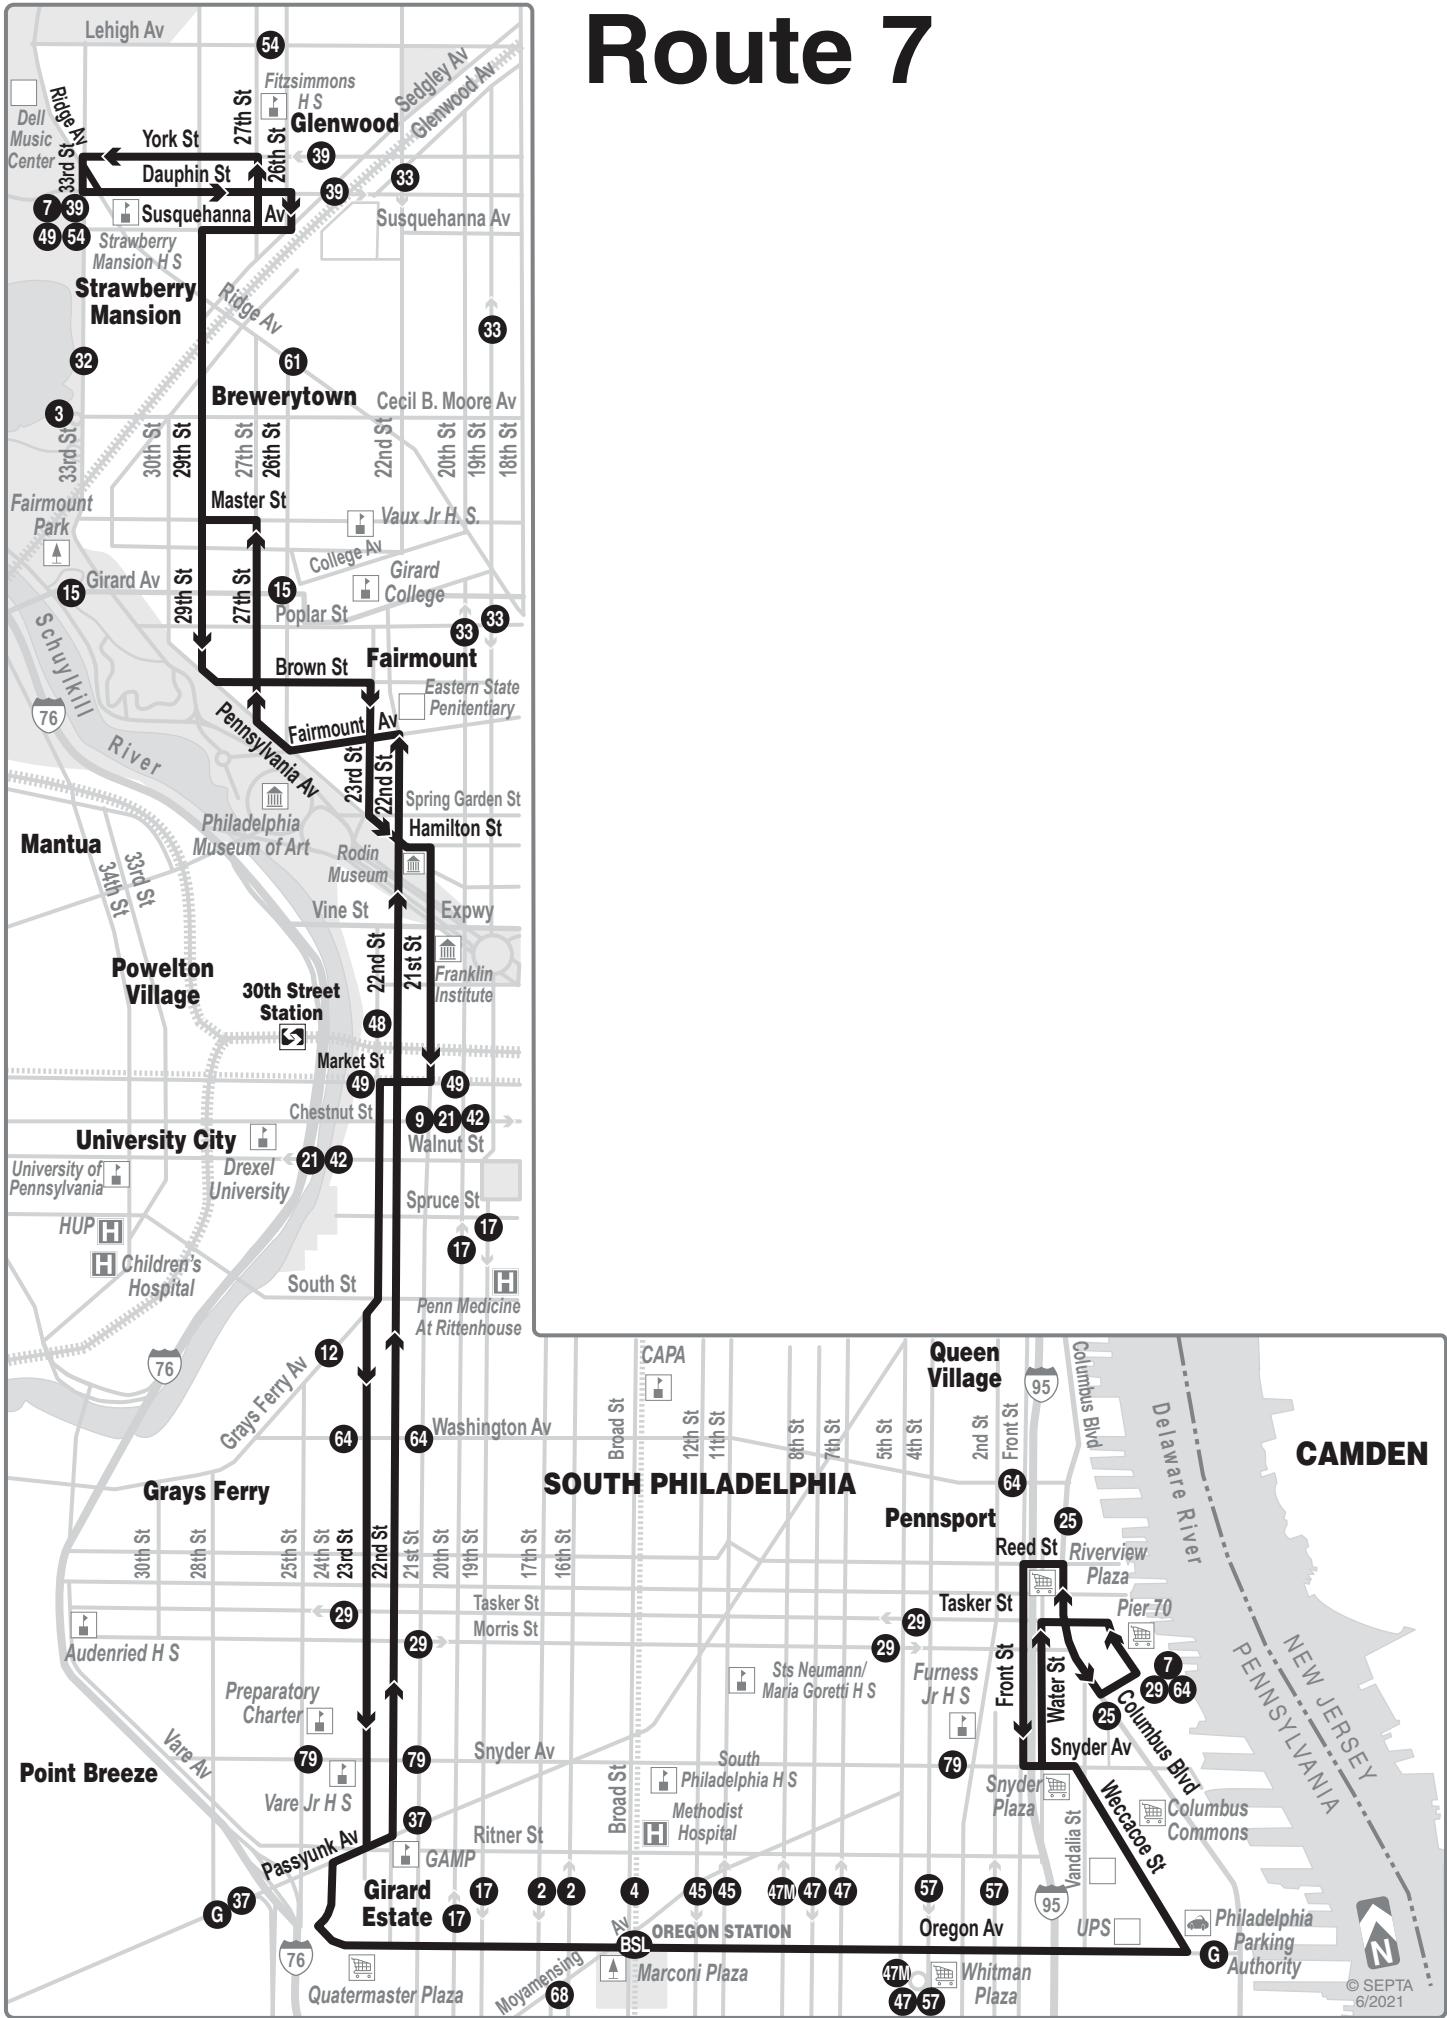 Route 7
Lehigh Av
54
Sedgley Av
Glenwood Av
Fitzsimmons
H S
Dell
Music
Center
Ridge Av
27th St
26th St
Glenwood
York St
39
33rd St
Dauphin St
39
33
7
39
Susquehanna Av
Susquehanna Av
49
54
Strawberry
Mansion H S
Strawberry
Mansion
Ridge Av
33
32
61
Brewerytown
Cecil B. Moore Av
3
33rd St
30th St
29th St
27th St
26th St
22nd St
20th St
19th St
18th St
Fairmount
Park
Master St
Vaux Jr H. S.
College Av
Girard
College
Girard Av
15
29th St
27th St
15
Poplar St
33
33
Schuylkill
River
Brown St
Fairmount
Eastern State
Penitentiary
76
Pennsylvania Av
Fairmount Av
23rd St
22nd St
Spring Garden St
Philadelphia
Museum of Art
Hamilton St
Mantua
33rd St
34th St
Rodin
Museum
Vine St
Expwy
22nd St
21st St
Franklin
Institute
Powelton
Village
30th Street
Station
48
Market St
49
49
Chestnut St
9
21
42
University City
Walnut St
21
42
University of
Pennsylvania
Drexel
University
Spruce St
HUP
17
17
Children's
Hospital
South St
Penn Medicine
At Rittenhouse
76
12
Grays Ferry Av
CAPA
Queen
Village
95
Columbus Blvd
64
64
Washington Av
Broad St
12th St
11th St
8th St
7th St
5th St
4th St
2nd St
Front St
Delaware River
CAMDEN
Grays Ferry
SOUTH PHILADELPHIA
64
Pennsport
25
30th St
28th St
25th St
24th St
23rd St
22nd St
21st St
20th St
19th St
17th St
16th St
Reed St
Riverview
Plaza
Tasker St
Tasker St
Pier 70
29
29
Morris St
29
29
Audenried H S
Sts Neumann/
Maria Goretti H S
Furness
Jr H S
Front St
Water St
7
29
64
NEW JERSEY
PENNSYLVANIA
Preparatory
Charter
25
Columbus Blvd
Vare Av
Snyder Av
Snyder Av
79
79
79
Point Breeze
Vare Jr H S
Broad St
South
Philadelphia H S
Snyder
Plaza
Weccacoe St
Columbus
Commons
37
Methodist
Hospital
Vandalia St
Passyunk Av
Ritner St
GAMP
Girard
Estate
17
17
2
2
4
45
45
47M
47
47
57
57
95
37
G
Av
OREGON STATION
Oregon Av
UPS
Philadelphia
Parking
Authority
BSL
G
76
Quatermaster Plaza
Moyamensing
68
Marconi Plaza
47M
47
57
Whitman
Plaza
N
© SEPTA
6/2021